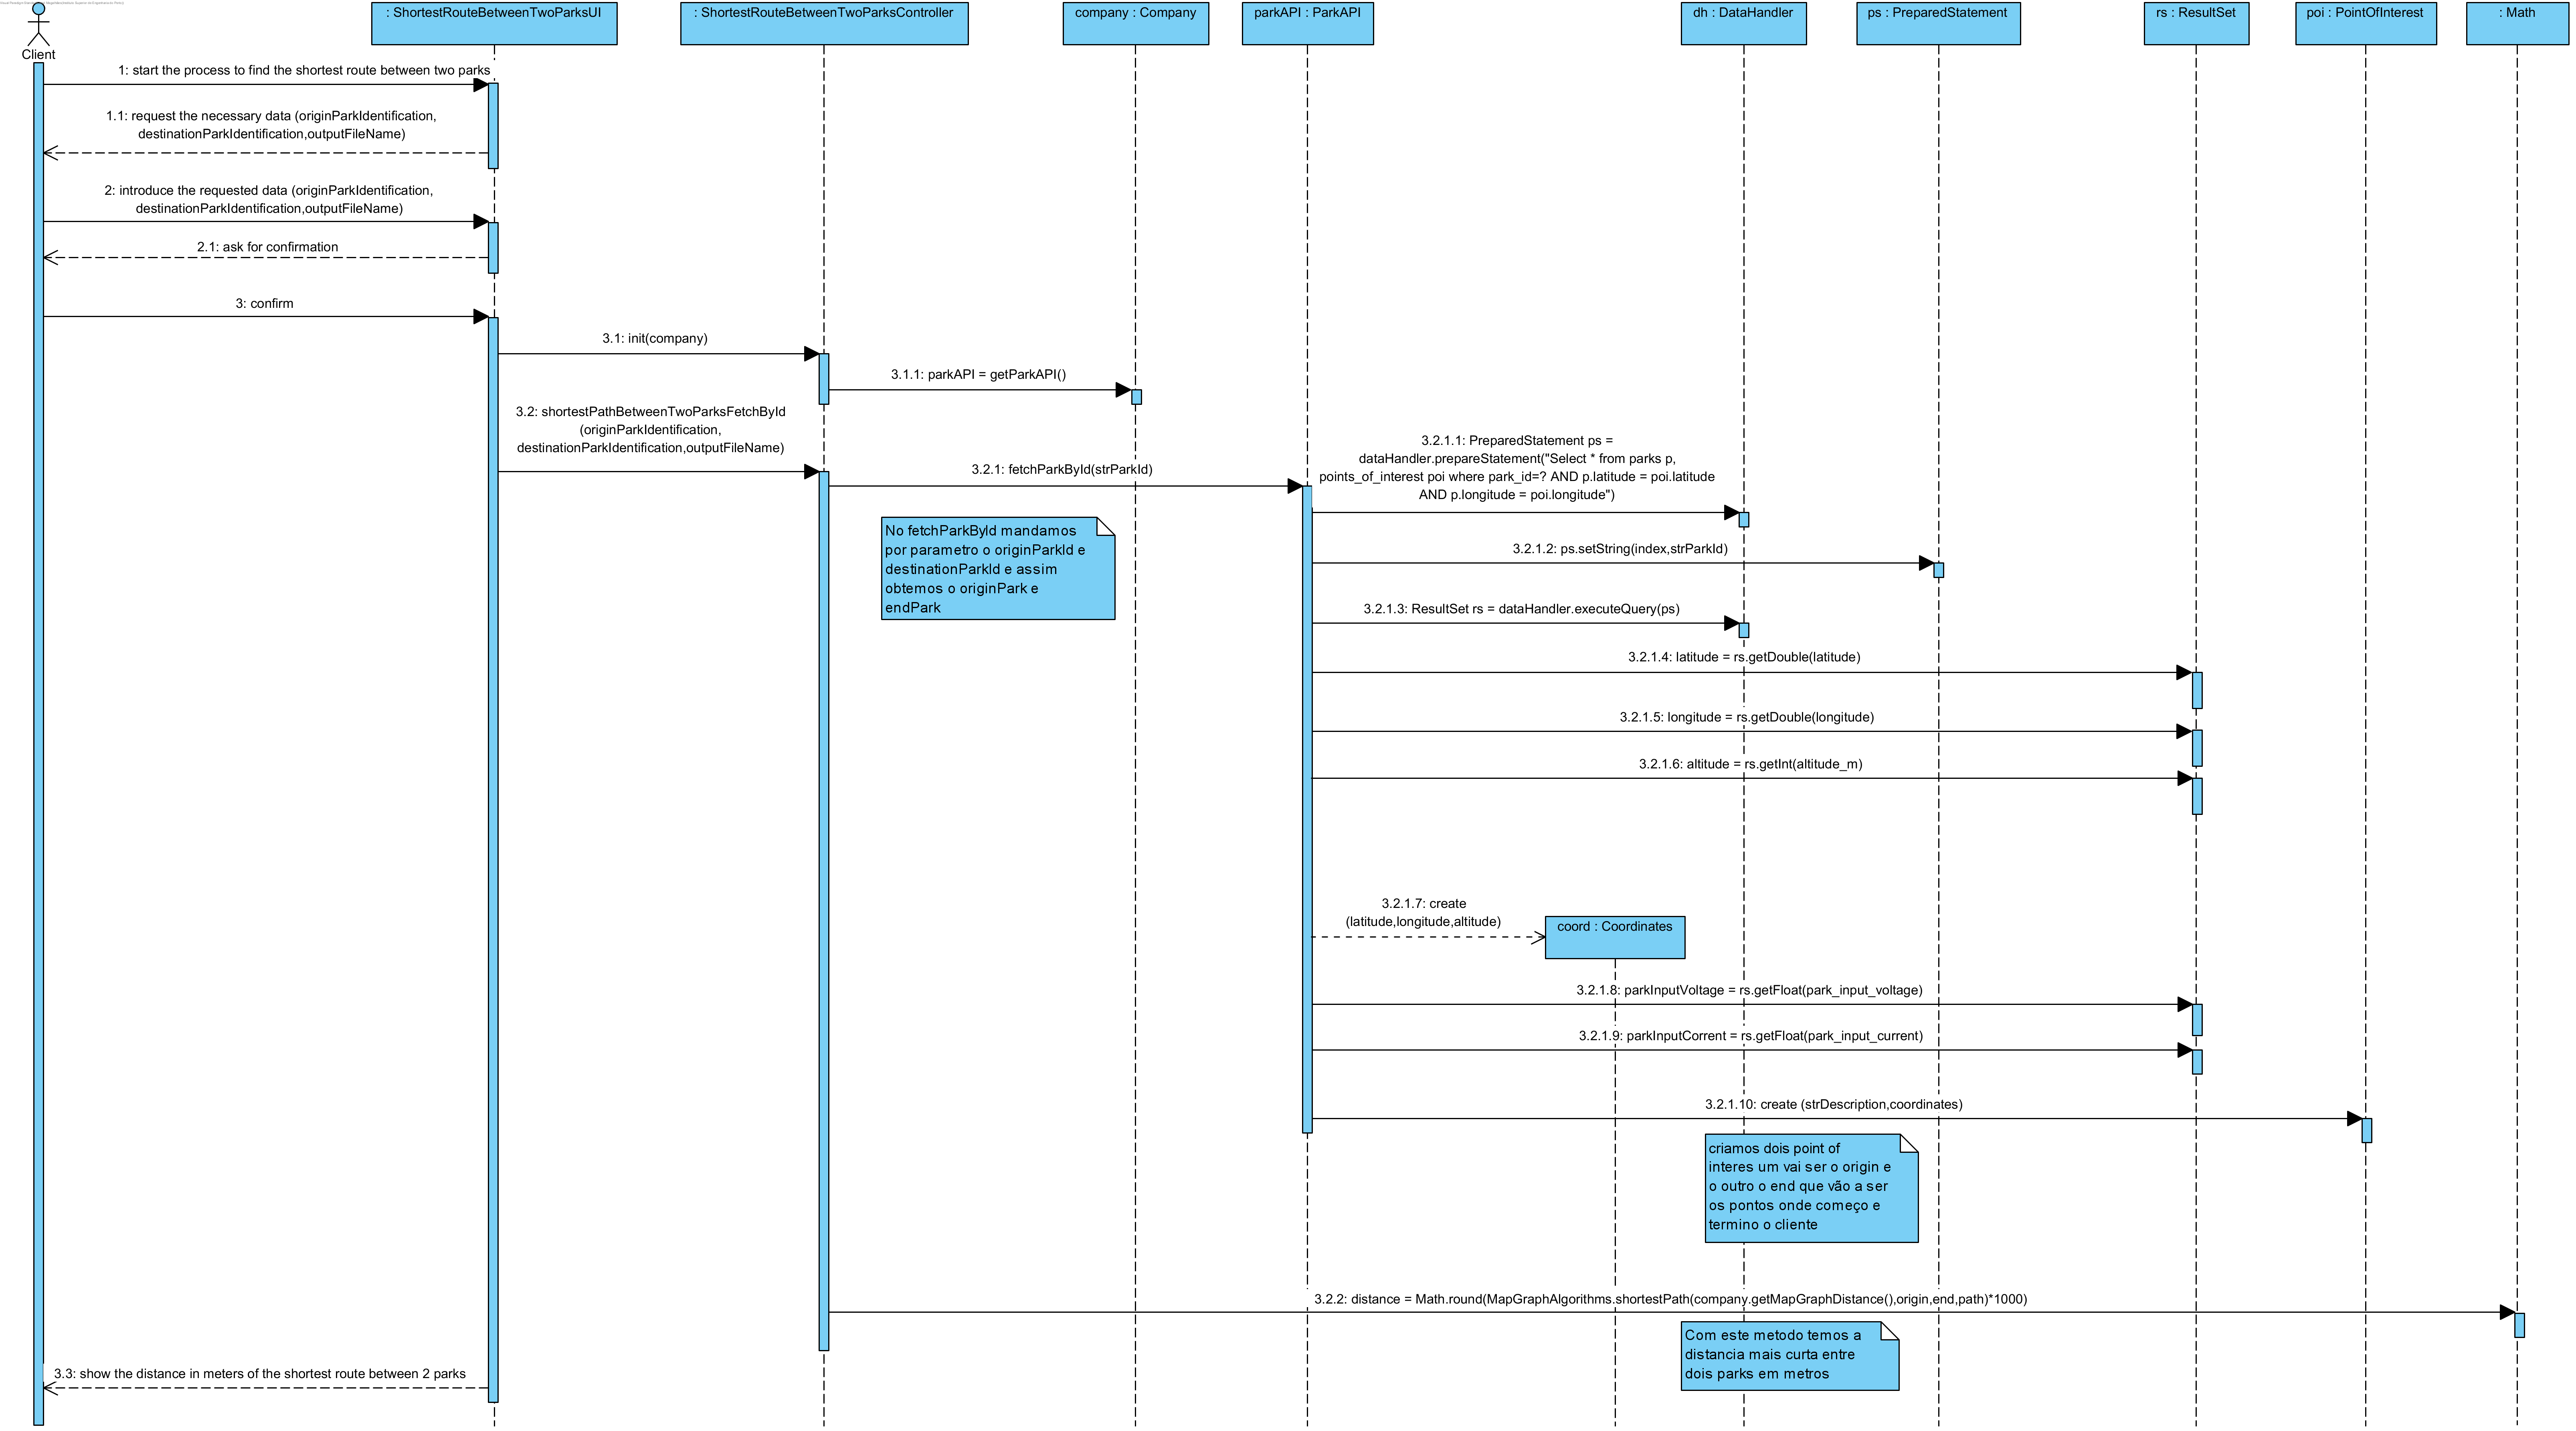 : ShortestRouteBetweenTwoParksUI
: ShortestRouteBetweenTwoParksController
company : Company
parkAPI : ParkAPI
dh : DataHandler
ps : PreparedStatement
rs : ResultSet
poi : PointOfInterest
: Math
Client
1: start the process to find the shortest route between two parks
1.1: request the necessary data (originParkIdentification,
destinationParkIdentification,outputFileName)
2: introduce the requested data (originParkIdentification,
destinationParkIdentification,outputFileName)
2.1: ask for confirmation
3: confirm
3.1: init(company)
3.1.1: parkAPI = getParkAPI()
3.2: shortestPathBetweenTwoParksFetchById
(originParkIdentification,
destinationParkIdentification,outputFileName)
3.2.1: fetchParkById(strParkId)
3.2.1.1: PreparedStatement ps =
dataHandler.prepareStatement("Select * from parks p,
points_of_interest poi where park_id=? AND p.latitude = poi.latitude
AND p.longitude = poi.longitude")
No fetchParkById mandamos
por parametro o originParkId e
destinationParkId e assim
obtemos o originPark e
endPark
3.2.1.2: ps.setString(index,strParkId)
3.2.1.3: ResultSet rs = dataHandler.executeQuery(ps)
3.2.1.4: latitude = rs.getDouble(latitude)
3.2.1.5: longitude = rs.getDouble(longitude)
3.2.1.6: altitude = rs.getInt(altitude_m)
3.2.1.7: create
(latitude,longitude,altitude)
coord : Coordinates
3.2.1.8: parkInputVoltage = rs.getFloat(park_input_voltage)
3.2.1.9: parkInputCorrent = rs.getFloat(park_input_current)
3.2.1.10: create (strDescription,coordinates)
criamos dois point of
interes um vai ser o origin e
o outro o end que vão a ser
os pontos onde começo e
termino o cliente
3.2.2: distance = Math.round(MapGraphAlgorithms.shortestPath(company.getMapGraphDistance(),origin,end,path)*1000)
Com este metodo temos a
distancia mais curta entre
dois parks em metros
3.3: show the distance in meters of the shortest route between 2 parks